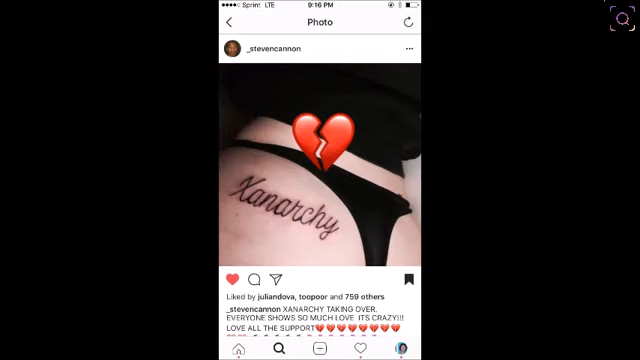 Sprint LTE
9:16 PM
Photo
_stevencannon
Xanarchy
Liked by juliandova, toopoor and 759 others
_stevencannon XANARCHY TAKING OVER.
EVERYONE SHOWS SO MUCH LOVE ITS CRAZY!!!
LOVE ALL THE SUPPORT💔💔💔💔💔💔💔💔